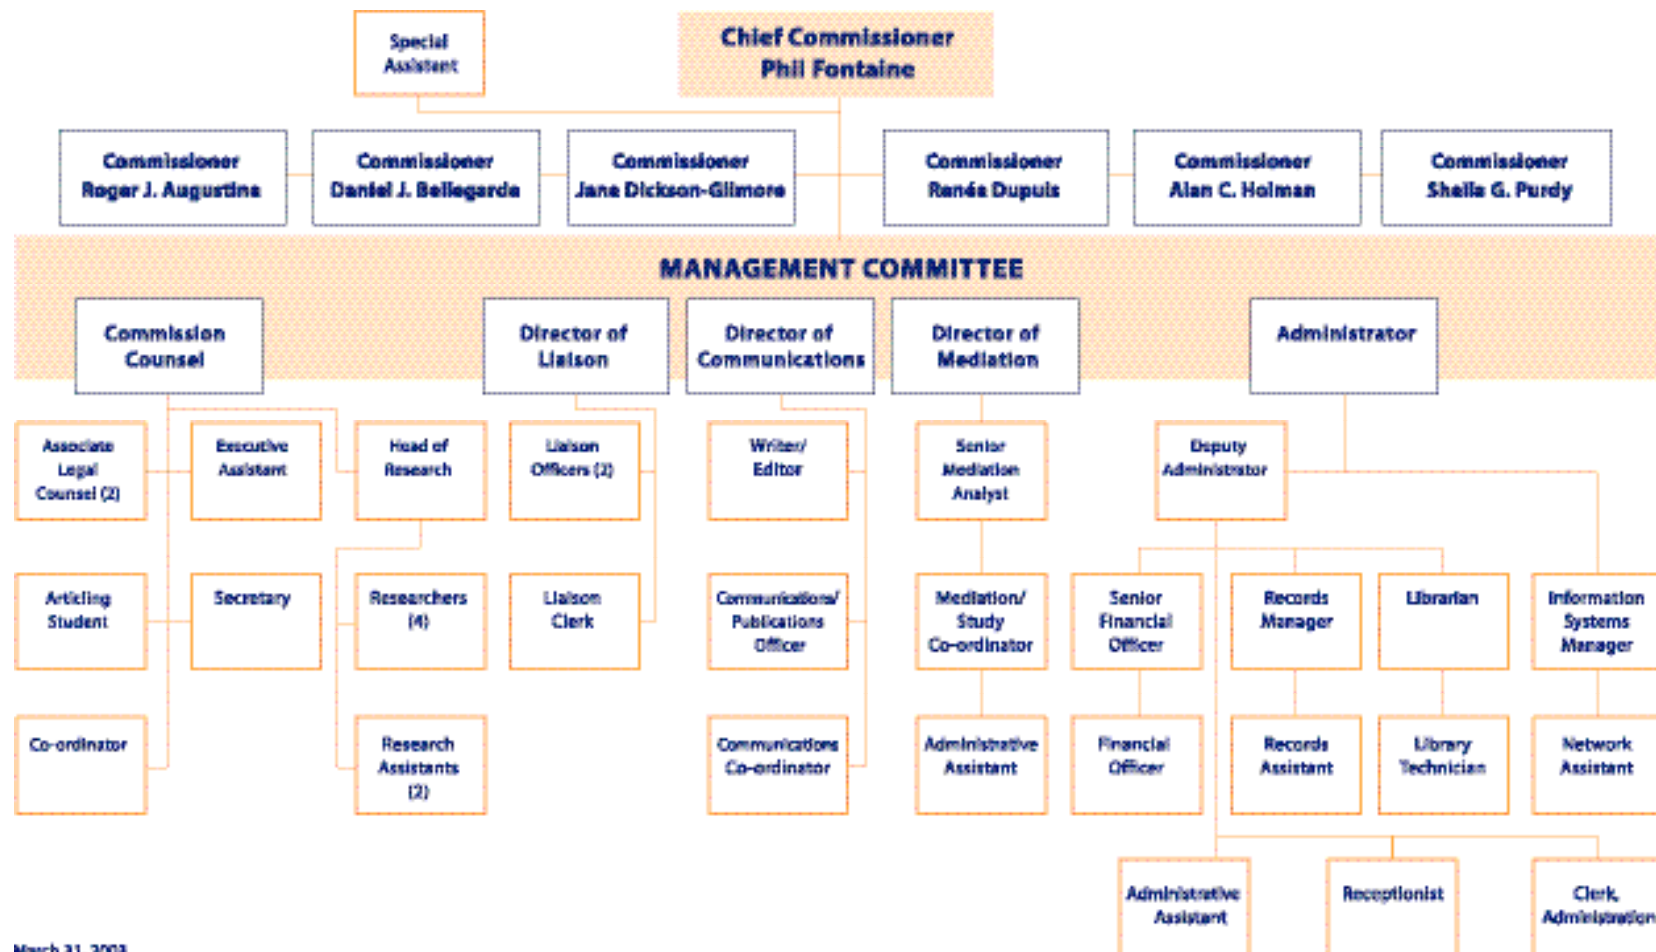 Special
Assistant
Chief Commissioner
Phil Fontaine
Commissioner
Roger J. Augustine
Commissioner
Daniel J. Bellegarde
Commissioner
Jane Dickson-Gilmore
Commissioner
Renée Dupuis
Commissioner
Alan C. Holman
Commissioner
Sheila G. Purdy
MANAGEMENT COMMITTEE
Commission
Counsel
Director of
Liaison
Director of
Communications
Director of
Mediation
Administrator
Associate
Legal
Counsel (2)
Executive
Assistant
Head of
Research
Liaison
Officers (2)
Writer/
Editor
Senior
Mediation
Analyst
Deputy
Administrator
Articling
Student
Secretary
Researchers
(4)
Liaison
Clerk
Communications/
Publications
Officer
Mediation/
Study
Co-ordinator
Senior
Financial
Officer
Records
Manager
Librarian
Information
Systems
Manager
Co-ordinator
Research
Assistants
(2)
Communications
Co-ordinator
Administrative
Assistant
Financial
Officer
Records
Assistant
Library
Technician
Network
Assistant
Administrative
Assistant
Receptionist
Clerk,
Administration
March 31, 2003